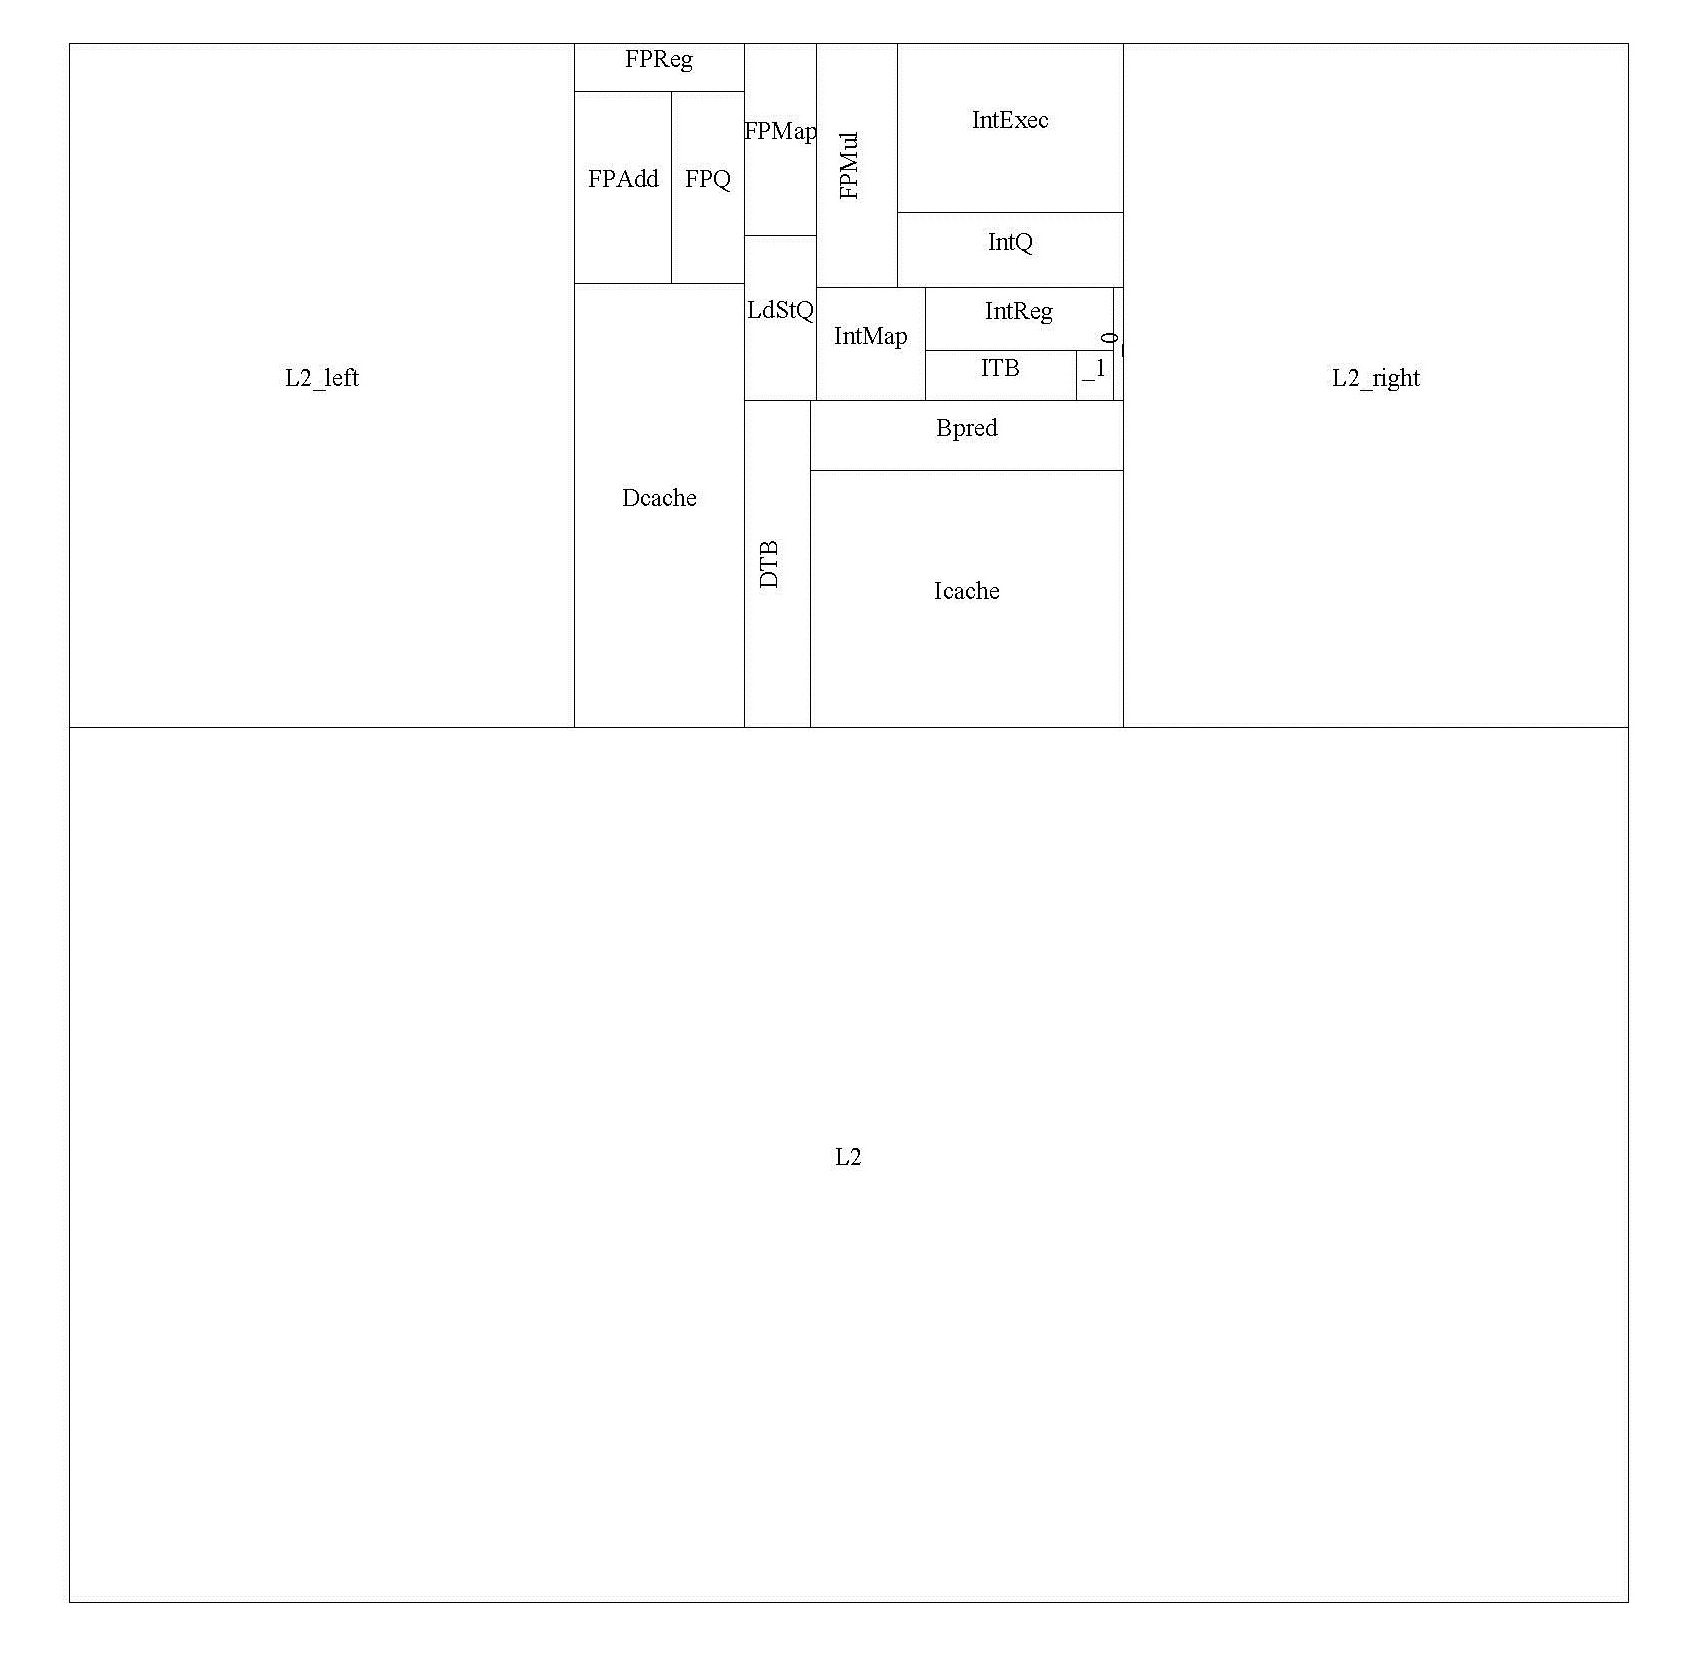 FPReg
FPMap
FPMul
IntExec
FPAdd
FPQ
IntQ
LdStQ
IntMap
IntReg
_0
ITB
_1
L2_left
L2_right
Bpred
Dcache
DTB
Icache
L2